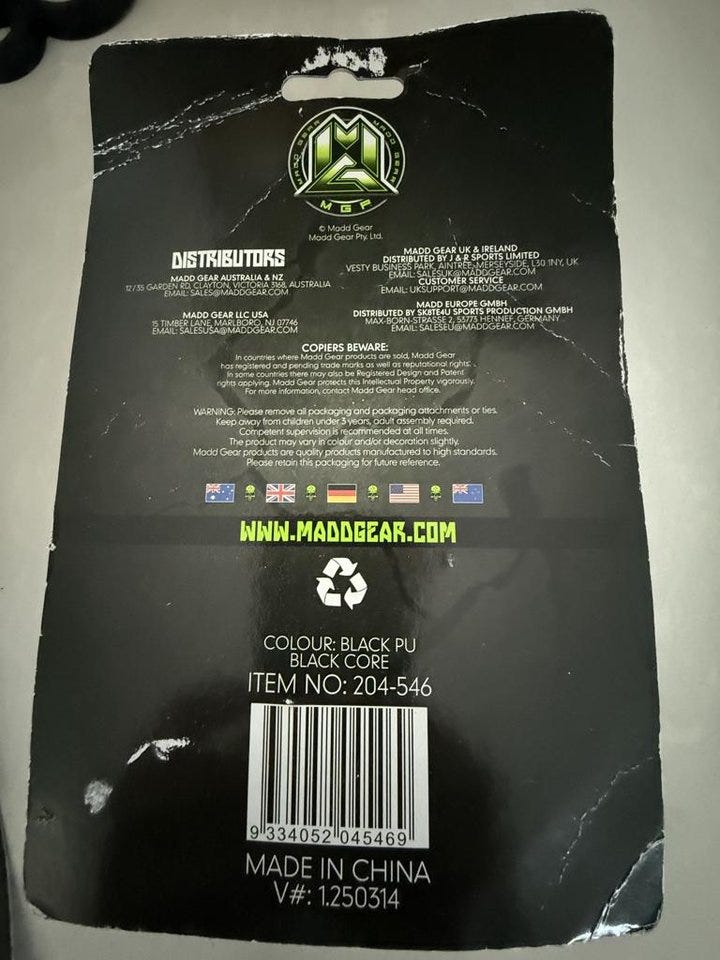 MADD GEAR MADD GEAR
MGP
© Madd Gear
Madd Gear Pty. Ltd.
DISTRIBUTORS
MADD GEAR AUSTRALIA & NZ
12/35 GARDEN RD, CLAYTON, VICTORIA 3168, AUSTRALIA
EMAIL: SALES@MADDGEAR.COM
MADD GEAR LLC USA
15 TIMBER LANE, MARLBORO, NJ 07746
EMAIL: SALESUSA@MADDGEAR.COM
MADD GEAR UK & IRELAND
DISTRIBUTED BY J & R SPORTS LIMITED
VESTY BUSINESS PARK, AINTREE, MERSEYSIDE, L30 1NY, UK
EMAIL: SALESUK@MADDGEAR.COM
CUSTOMER SERVICE
EMAIL: UKSUPPORT@MADDGEAR.COM
MADD EUROPE GMBH
DISTRIBUTED BY SK8TE4U SPORTS PRODUCTION GMBH
MAX-BORN-STRASSE 2, 53773 HENNEF, GERMANY
EMAIL: SALESEU@MADDGEAR.COM
COPIERS BEWARE:
In countries where Madd Gear products are sold, Madd Gear
has registered and pending trade marks as well as reputational rights.
In some countries there may also be Registered Design and Patent
rights applying. Madd Gear protects this Intellectual Property vigorously.
For more information, contact Madd Gear head office.
WARNING: Please remove all packaging and packaging attachments or ties.
Keep away from children under 3 years, adult assembly required.
Competent supervision is recommended at all times.
The product may vary in colour and/or decoration slightly.
Madd Gear products are quality products manufactured to high standards.
Please retain this packaging for future reference.
WWW.MADDGEAR.COM
COLOUR: BLACK PU
BLACK CORE
ITEM NO: 204-546
9 334052 045469
MADE IN CHINA
V#: 1.250314